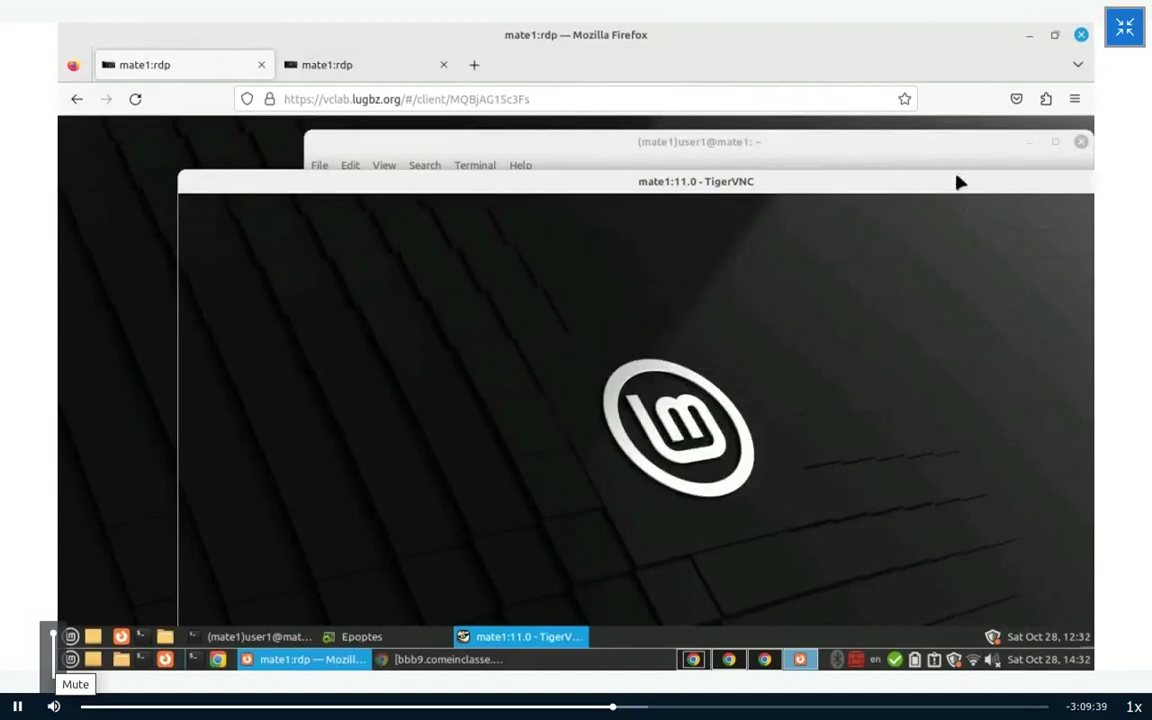 mate1:rdp — Mozilla Firefox
mate1:rdp
mate1:rdp
https://vclab.lugbz.org/#/client/MQBjAG15c3Fs
(mate1)user1@mate1: ~
File Edit View Search Terminal Help
mate1:11.0 - TigerVNC
(mate1)user1@mat... Epoptes mate1:11.0 - TigerV... Sat Oct 28, 12:32
mate1:rdp — Mozill... [bbb9.comeinclasse.... en Sat Oct 28, 14:32
Mute
-3:09:39 1x